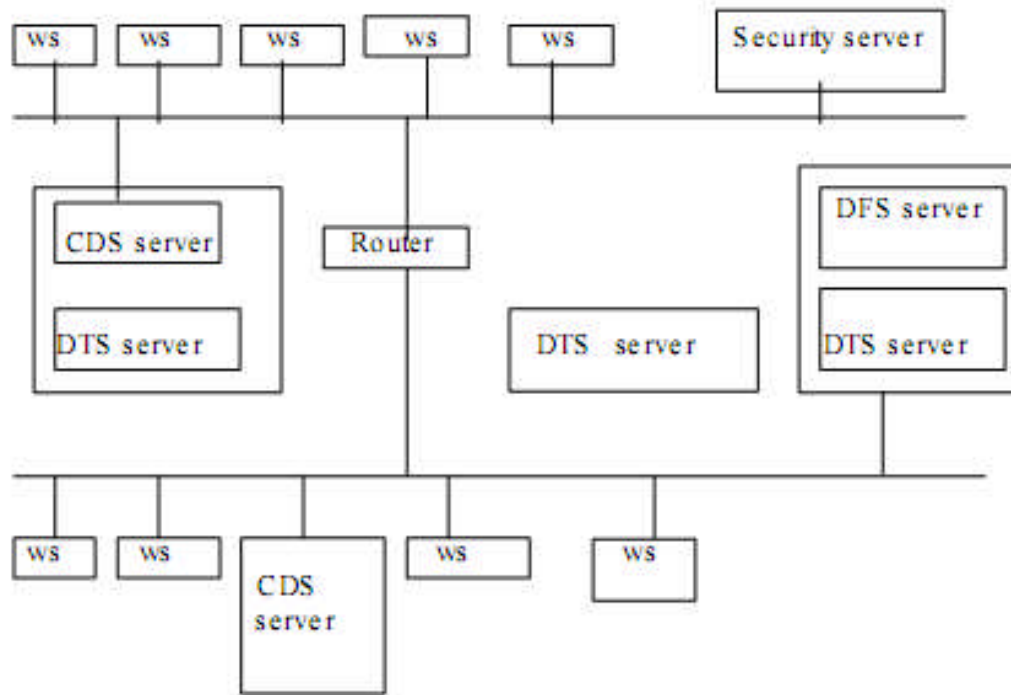 ws
ws
ws
ws
ws
Security server
CDS server
Router
DFS server
DTS server
DTS server
DTS server
ws
ws
CDS
server
ws
ws